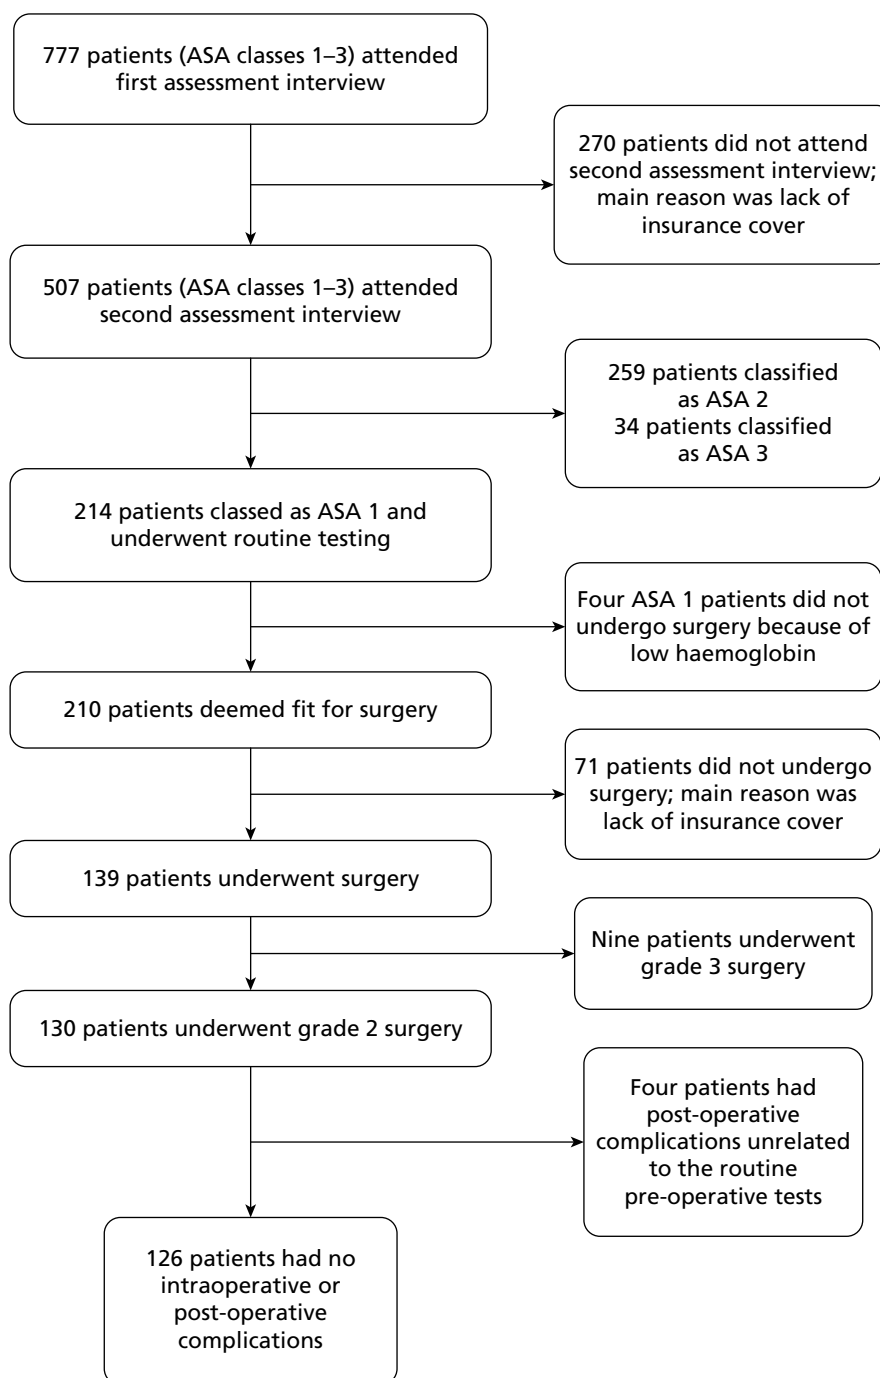 777 patients (ASA classes 1–3) attended
first assessment interview
270 patients did not attend
second assessment interview;
main reason was lack of
insurance cover
507 patients (ASA classes 1–3) attended
second assessment interview
259 patients classified
as ASA 2
34 patients classified
as ASA 3
214 patients classed as ASA 1 and
underwent routine testing
Four ASA 1 patients did not
undergo surgery because of
low haemoglobin
210 patients deemed fit for surgery
71 patients did not undergo
surgery; main reason was
lack of insurance cover
139 patients underwent surgery
Nine patients underwent
grade 3 surgery
130 patients underwent grade 2 surgery
Four patients had
post-operative
complications unrelated
to the routine
pre-operative tests
126 patients had no
intraoperative or
post-operative
complications